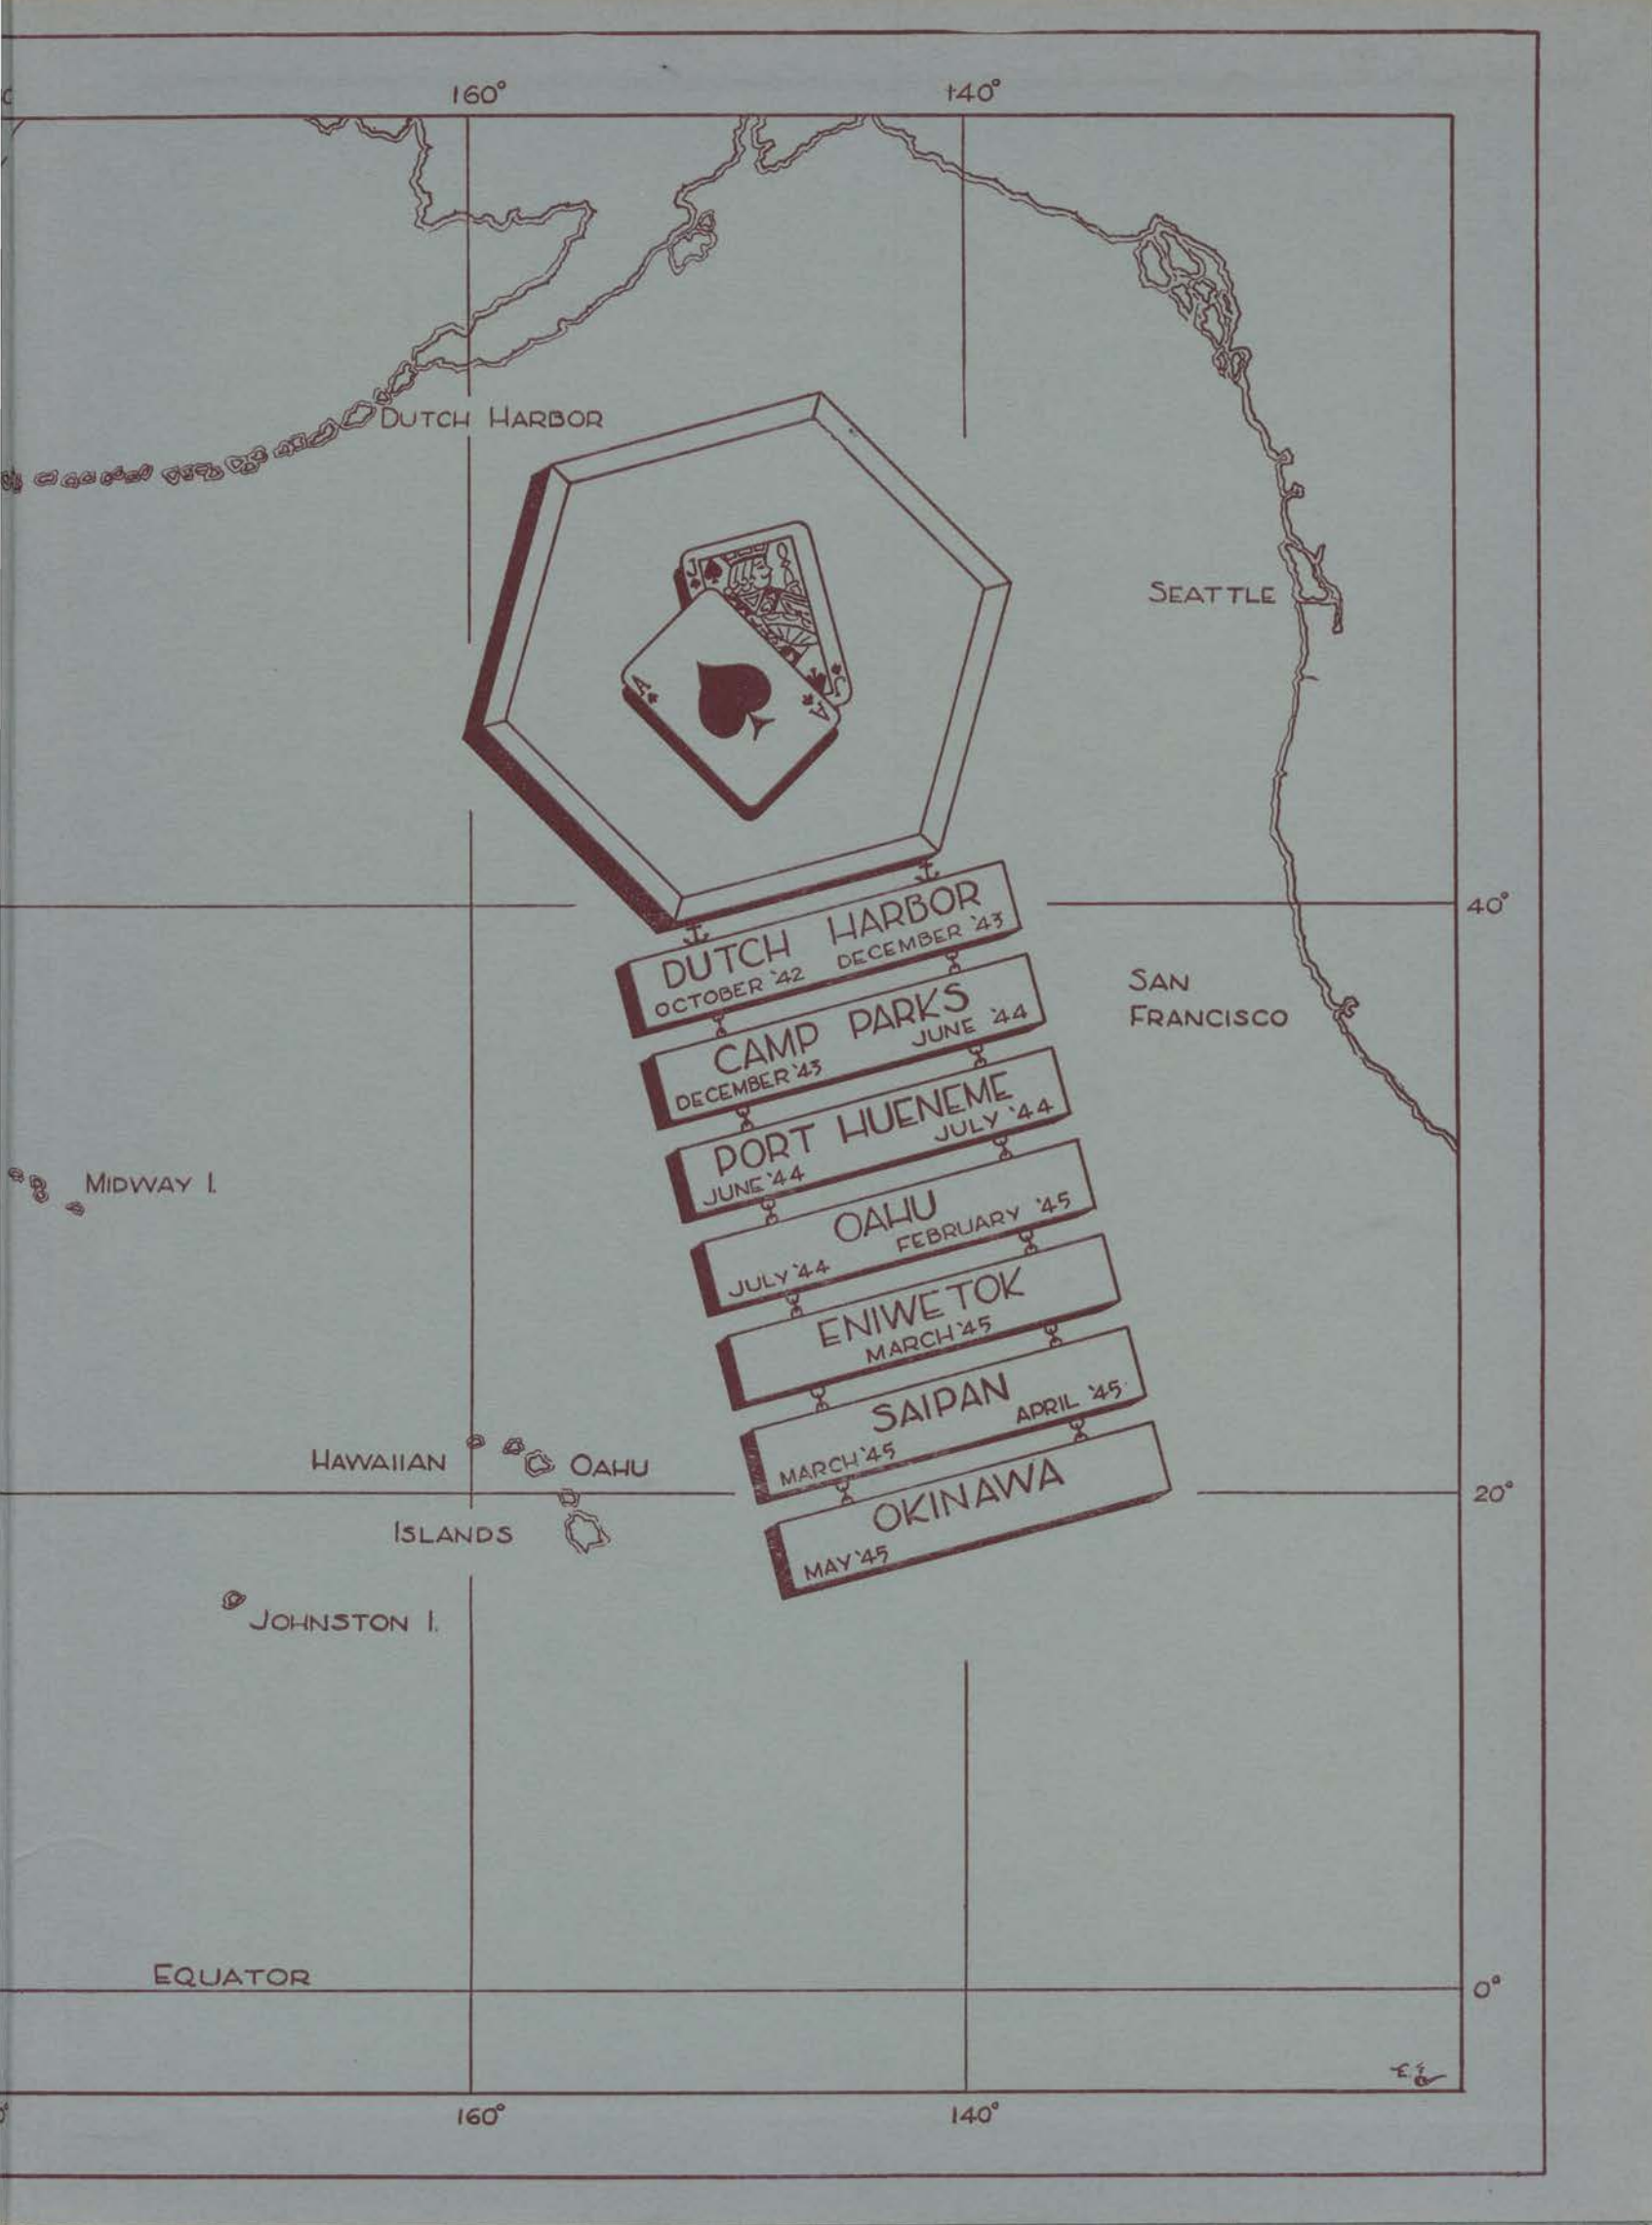 160° 140°
DUTCH HARBOR
J
A
A
J
SEATTLE
40°
DUTCH HARBOR
OCTOBER '42 DECEMBER '43
SAN
FRANCISCO
CAMP PARKS
DECEMBER '43 JUNE '44
PORT HUENEME
JUNE '44 JULY '44
MIDWAY I.
OAHU
JULY '44 FEBRUARY '45
ENIWETOK
MARCH '45
SAIPAN
MARCH '45 APRIL '45
HAWAIIAN OAHU
ISLANDS
20°
OKINAWA
MAY '45
JOHNSTON I.
EQUATOR
0°
160° 140°